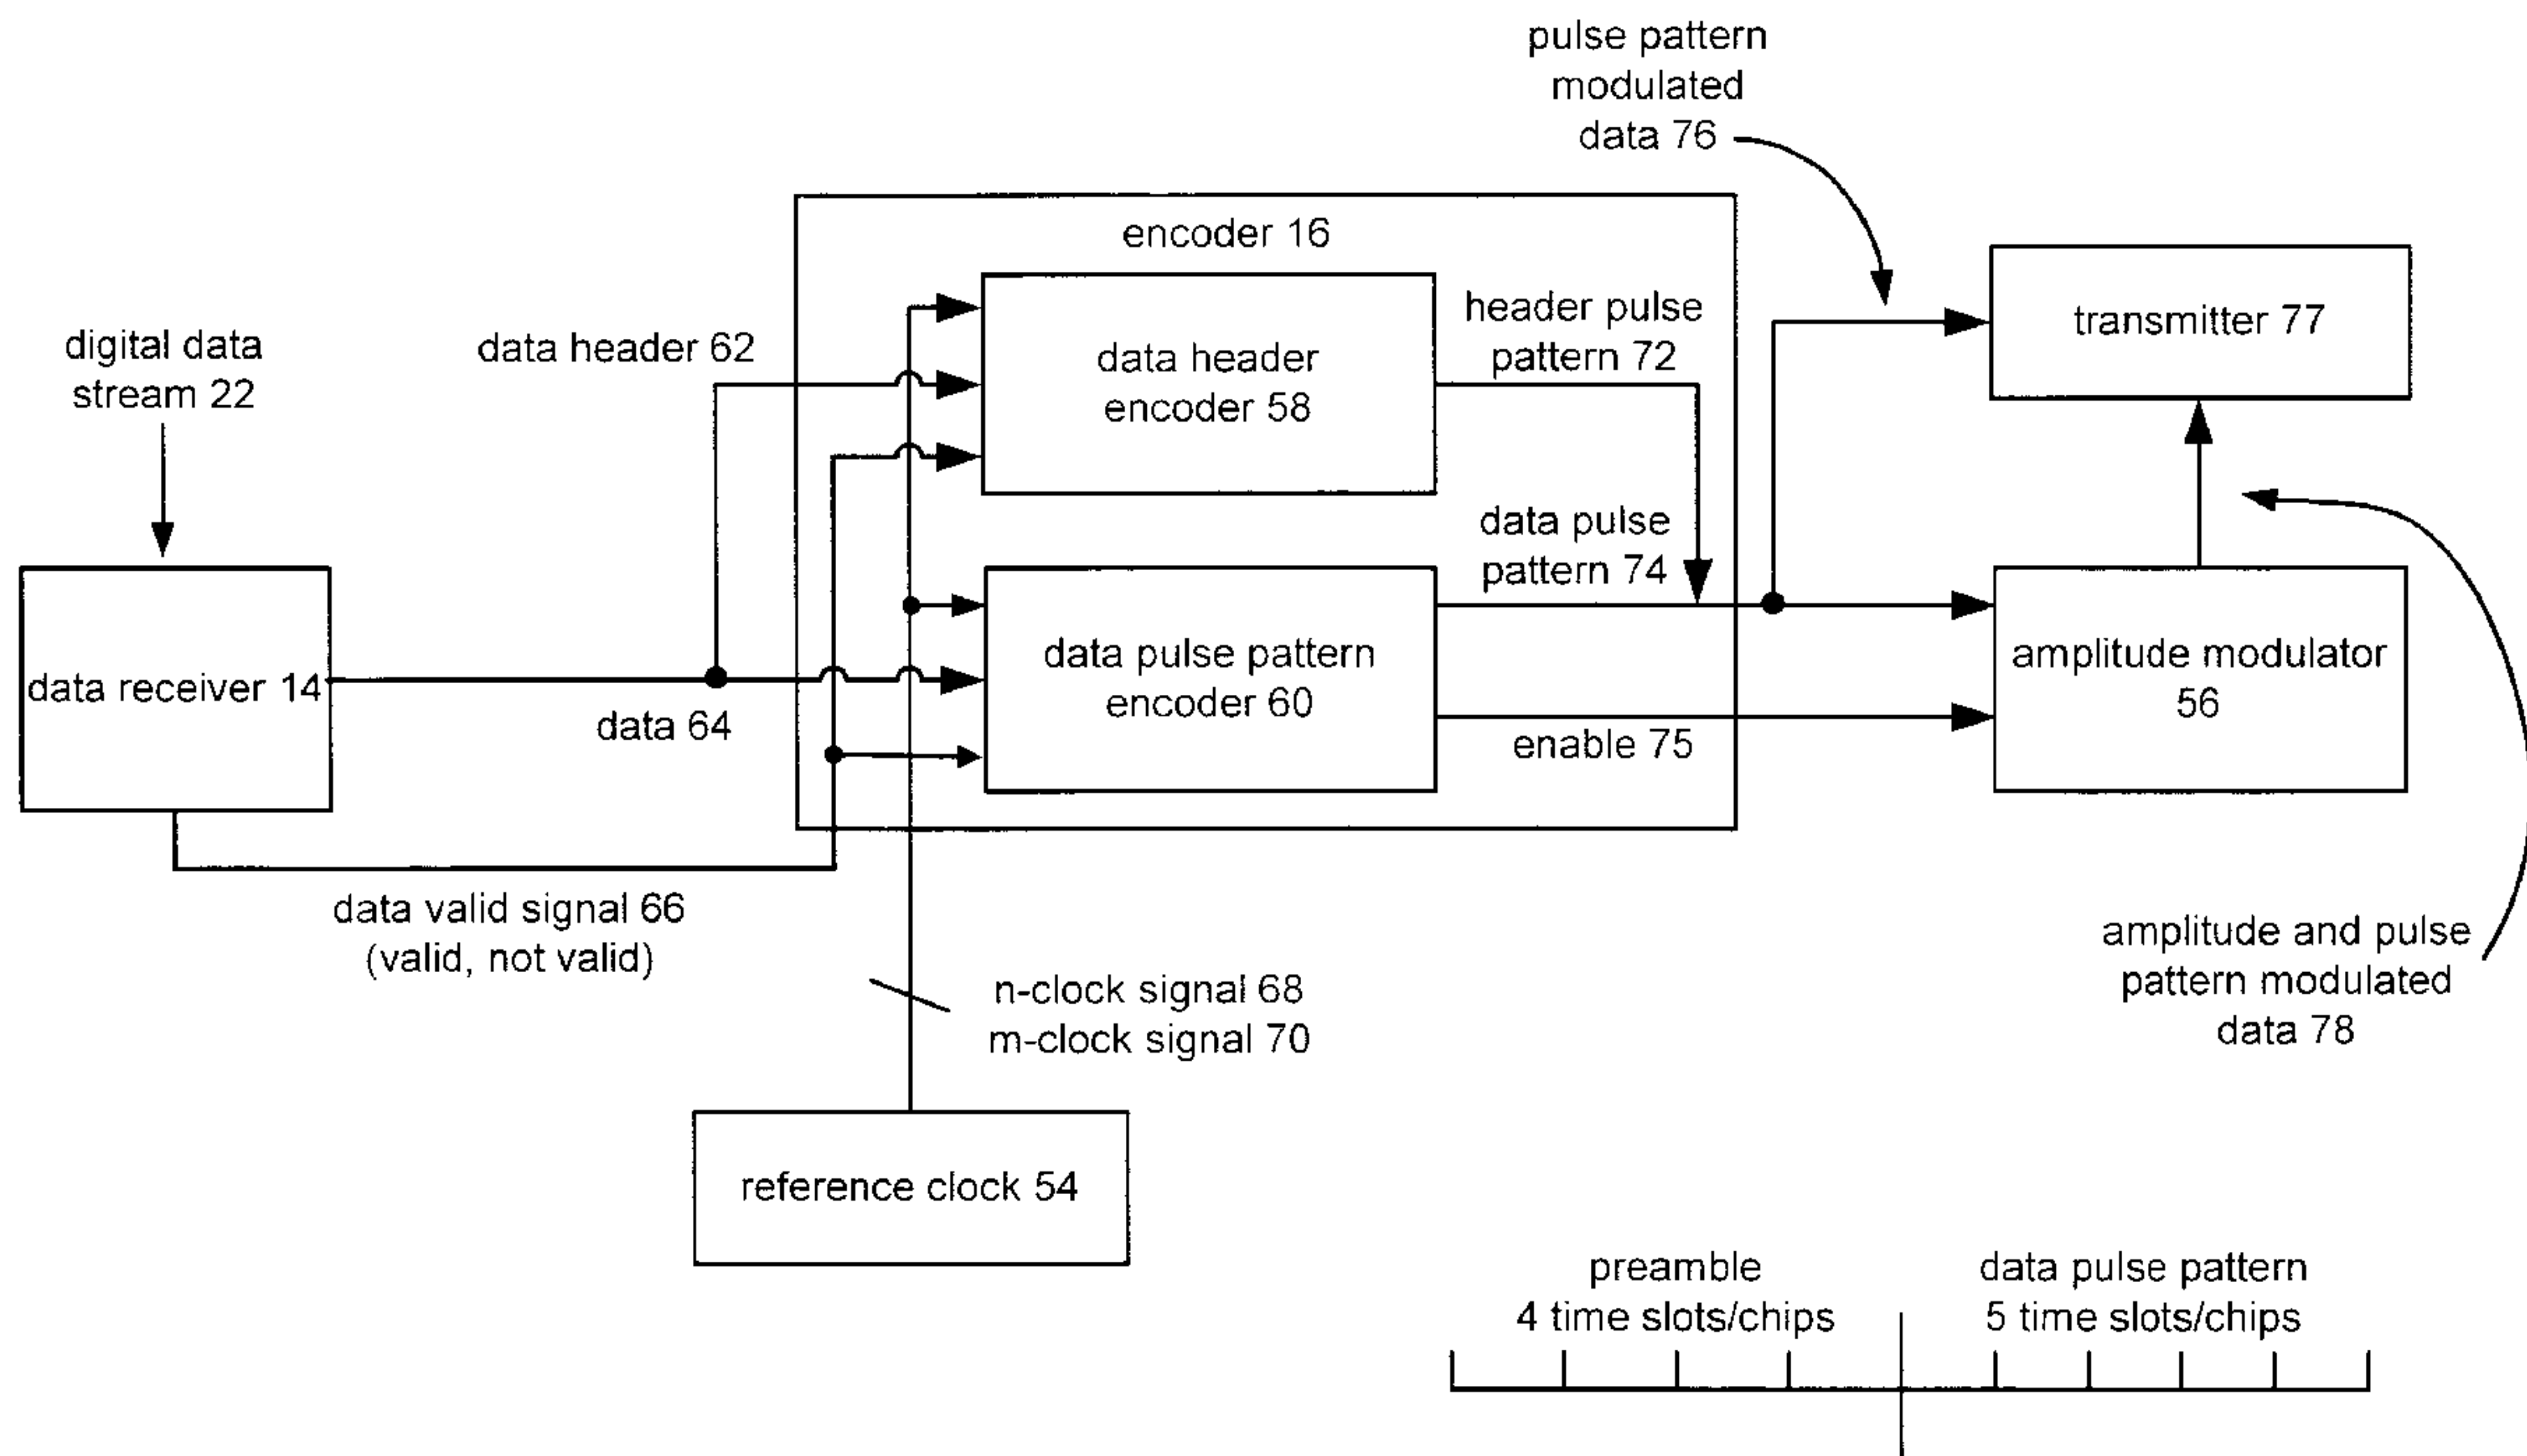 pulse pattern
modulated
data 76
encoder 16
digital data
stream 22
data header 62
data header
encoder 58
header pulse
pattern 72
transmitter 77
data pulse
pattern 74
data receiver 14
data 64
data pulse pattern
encoder 60
enable 75
amplitude modulator
56
data valid signal 66
(valid, not valid)
n-clock signal 68
m-clock signal 70
amplitude and pulse
pattern modulated
data 78
reference clock 54
preamble
4 time slots/chips
data pulse pattern
5 time slots/chips